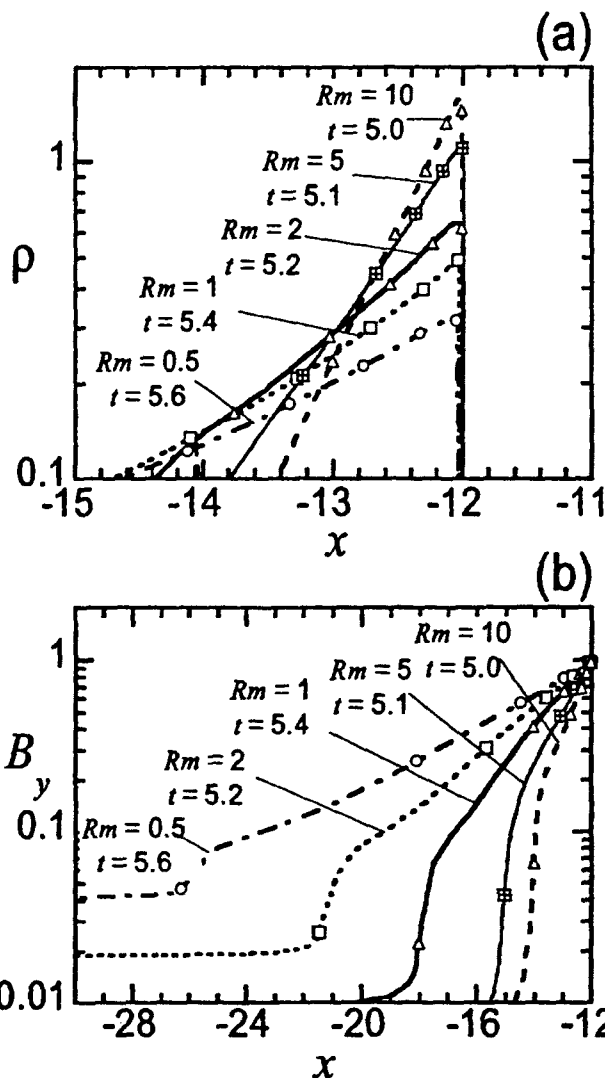 (a)
1
ρ
0.1
Rm = 10
t = 5.0
Rm = 5
t = 5.1
Rm = 2
t = 5.2
Rm = 1
t = 5.4
Rm = 0.5
t = 5.6
-15 -14 -13 -12 -11
x
(b)
1
B_y
0.1
0.01
Rm = 10
t = 5.0
Rm = 5
t = 5.1
Rm = 1
t = 5.4
Rm = 2
t = 5.2
Rm = 0.5
t = 5.6
-28 -24 -20 -16 -12
x